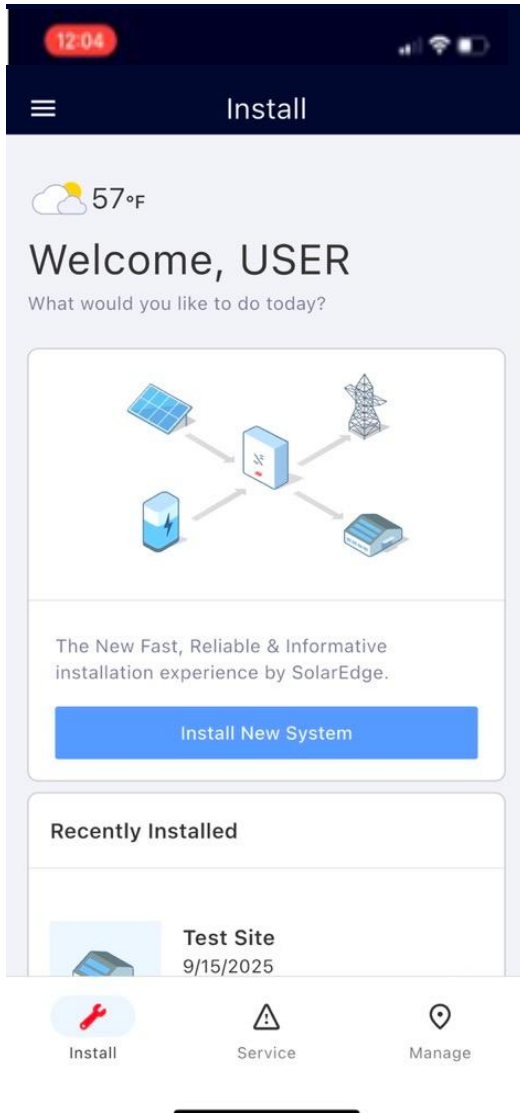 12:04
Install
57°F
Welcome, USER
What would you like to do today?
The New Fast, Reliable & Informative
installation experience by SolarEdge.
Install New System
Recently Installed
Test Site
9/15/2025
Install
Service
Manage